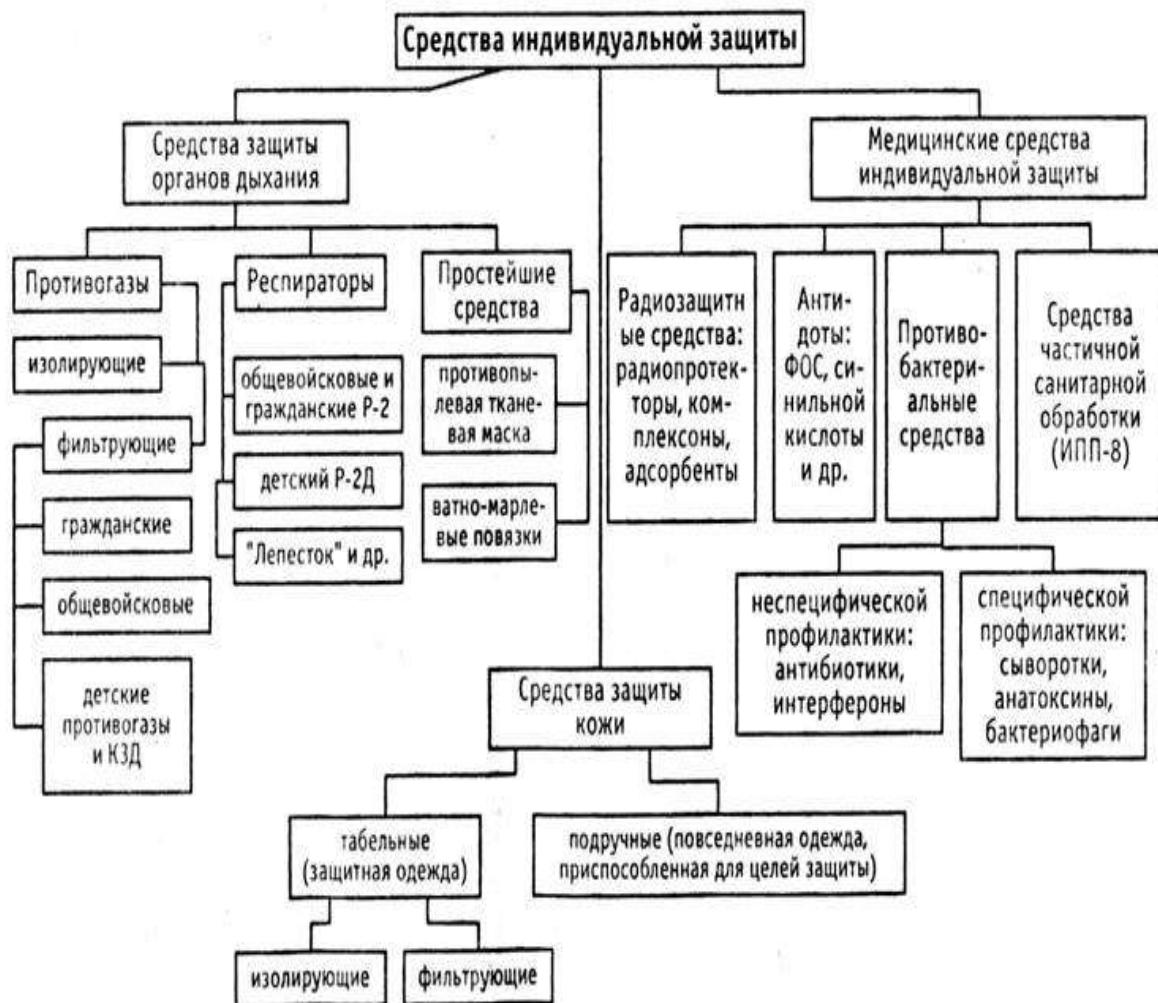 Средства индивидуальной защиты
Средства защиты
органов дыхания
Медицинские средства
индивидуальной защиты
Противогазы
изолирующие
фильтрующие
гражданские
общевойсковые
детские
противогазы
и КЗД
Респираторы
общевойсковые и
гражданские Р-2
детский Р-2Д
"Лепесток" и др.
Простейшие
средства
противопы-
левая ткане-
вая маска
ватно-марле-
вые повязки
Радиозащитн
ые средства:
радиопротек-
торы, ком-
плексоны,
адсорбенты
Анти-
доты:
ФОС, си-
нильной
кислоты
и др.
Противо-
бактери-
альные
средства
Средства
частичной
санитарной
обработки
(ИПП-8)
неспецифической
профилактики:
антибиотики,
интерфероны
специфической
профилактики:
сыворотки,
анатоксины,
бактериофаги
Средства защиты
кожи
табельные
(защитная одежда)
подручные (повседневная одежда,
приспособленная для целей защиты)
изолирующие
фильтрующие